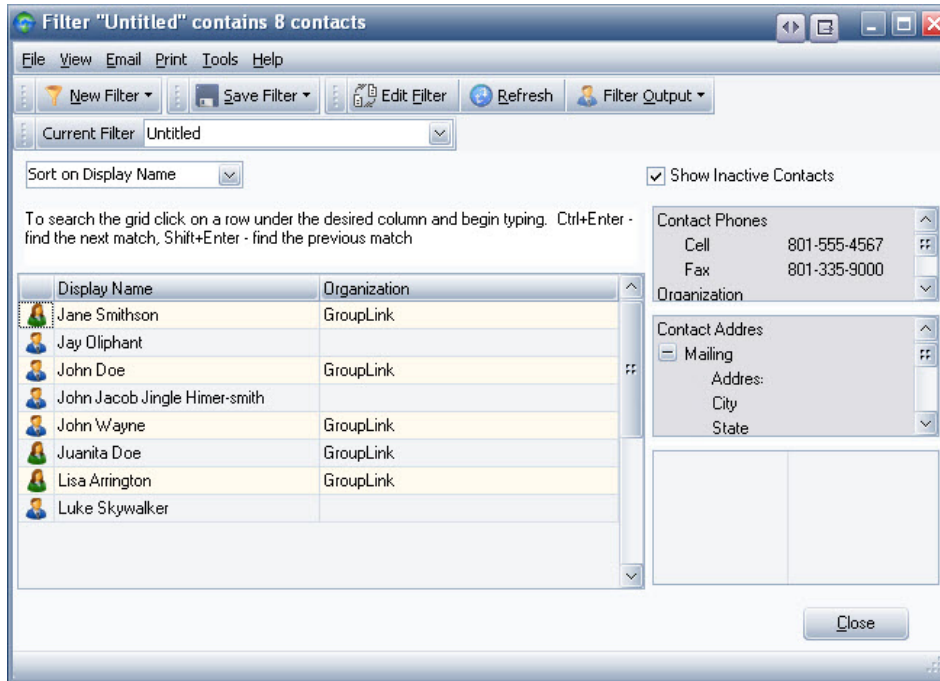 Filter "Untitled" contains 8 contacts
File View Email Print Tools Help
New Filter Save Filter Edit Filter Refresh Filter Output
Current Filter Untitled
Sort on Display Name
Show Inactive Contacts
To search the grid click on a row under the desired column and begin typing. Ctrl+Enter -
find the next match, Shift+Enter - find the previous match
Display Name Organization
Jane Smithson GroupLink
Jay Oliphant
John Doe GroupLink
John Jacob Jingle Himer-smith
John Wayne GroupLink
Juanita Doe GroupLink
Lisa Arrington GroupLink
Luke Skywalker
Contact Phones
Cell 801-555-4567
Fax 801-335-9000
Organization
Contact Addres
Mailing
Addres:
City
State
Close